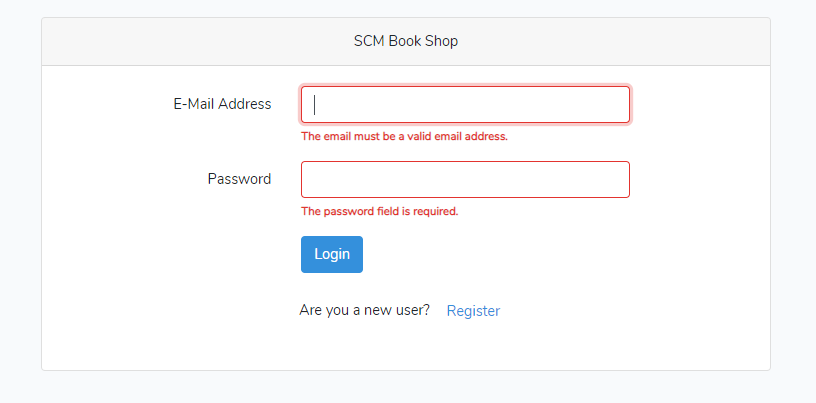 SCM Book Shop
E-Mail Address
The email must be a valid email address.
Password
The password field is required.
Login
Are you a new user? Register